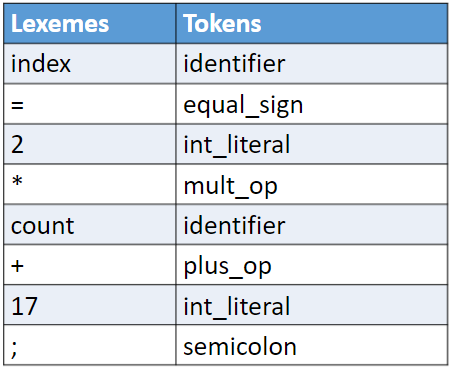 Lexemes Tokens
index identifier
= equal_sign
2 int_literal
* mult_op
count identifier
+ plus_op
17 int_literal
; semicolon